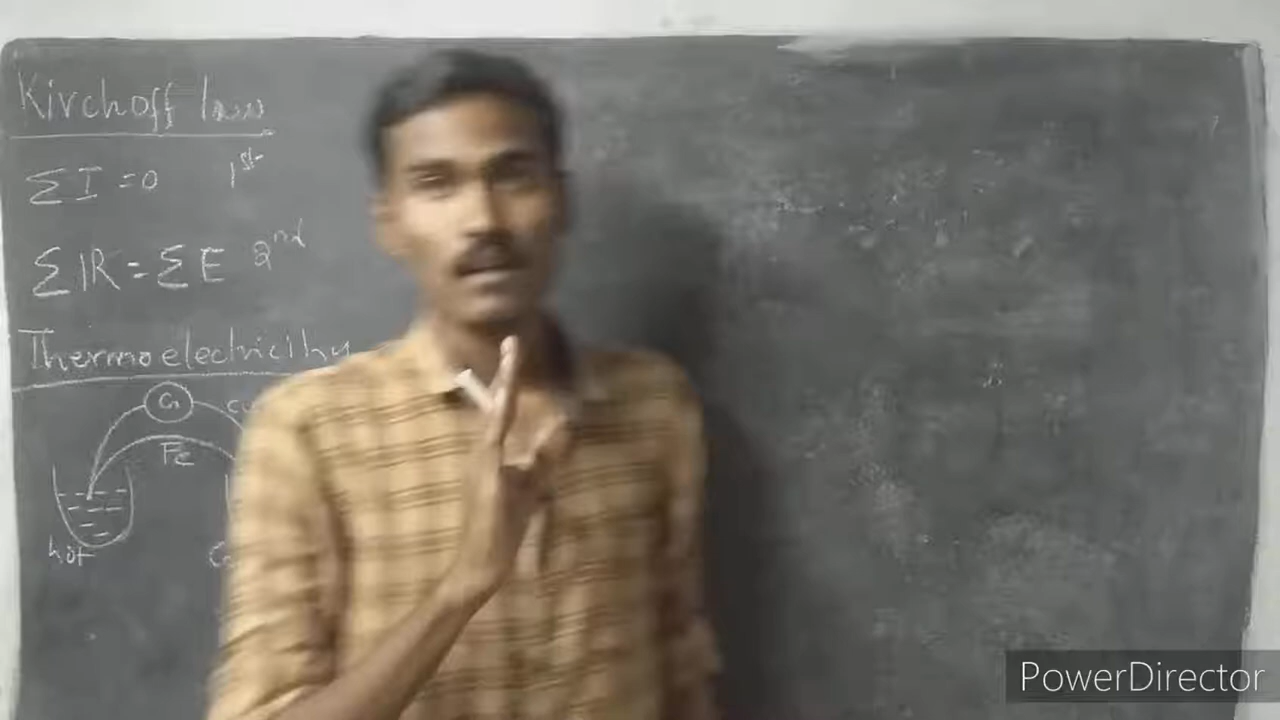 Kirchoff law
ΣI = 0 1st
ΣIR = ΣE 2nd
Thermoelectricity
G cu
Fe
hot
PowerDirector